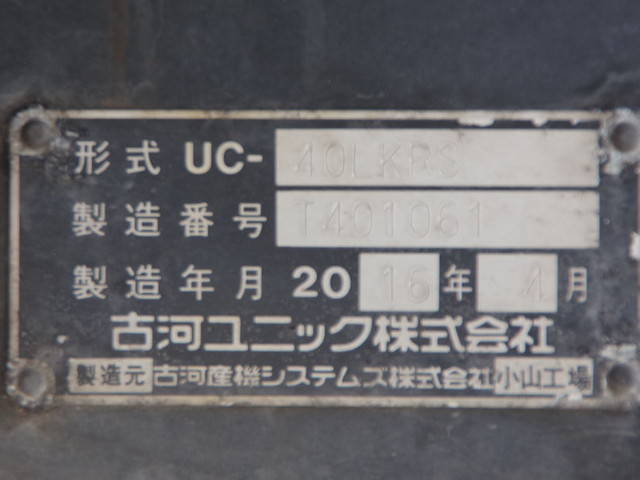 形式 UC- 40LKRS
製造番号 T401061
製造年月 2016年 4月
古河ユニック株式会社
製造元 古河産機システムズ株式会社 小山工場